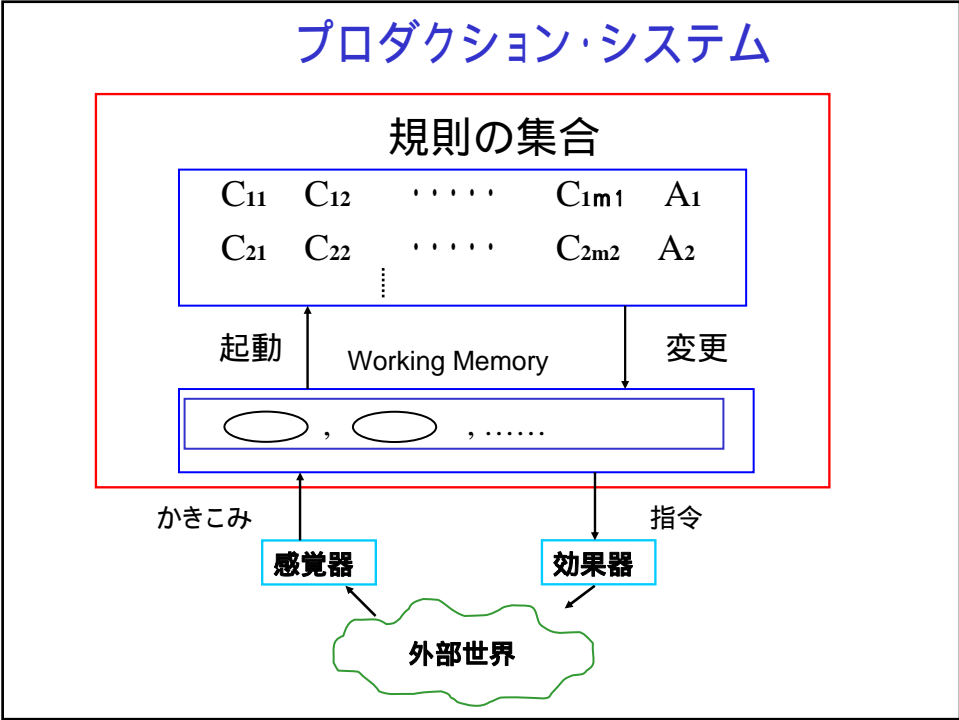 プロダクション・システム
規則の集合
C11 C12 ・・・・・ C1m1 A1
C21 C22 ・・・・・ C2m2 A2
起動 Working Memory 変更
, , ……
かきこみ 指令
感覚器 効果器
外部世界